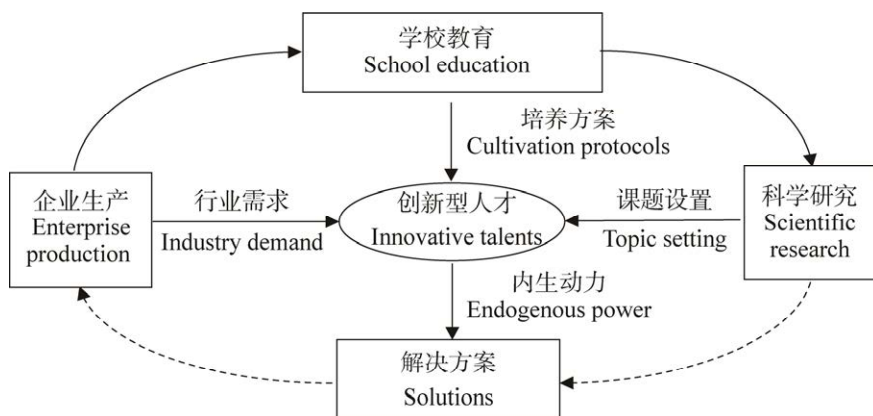 学校教育
School education
培养方案
Cultivation protocols
企业生产
Enterprise
production
行业需求
Industry demand
创新型人才
Innovative talents
课题设置
Topic setting
科学研究
Scientific
research
内生动力
Endogenous power
解决方案
Solutions